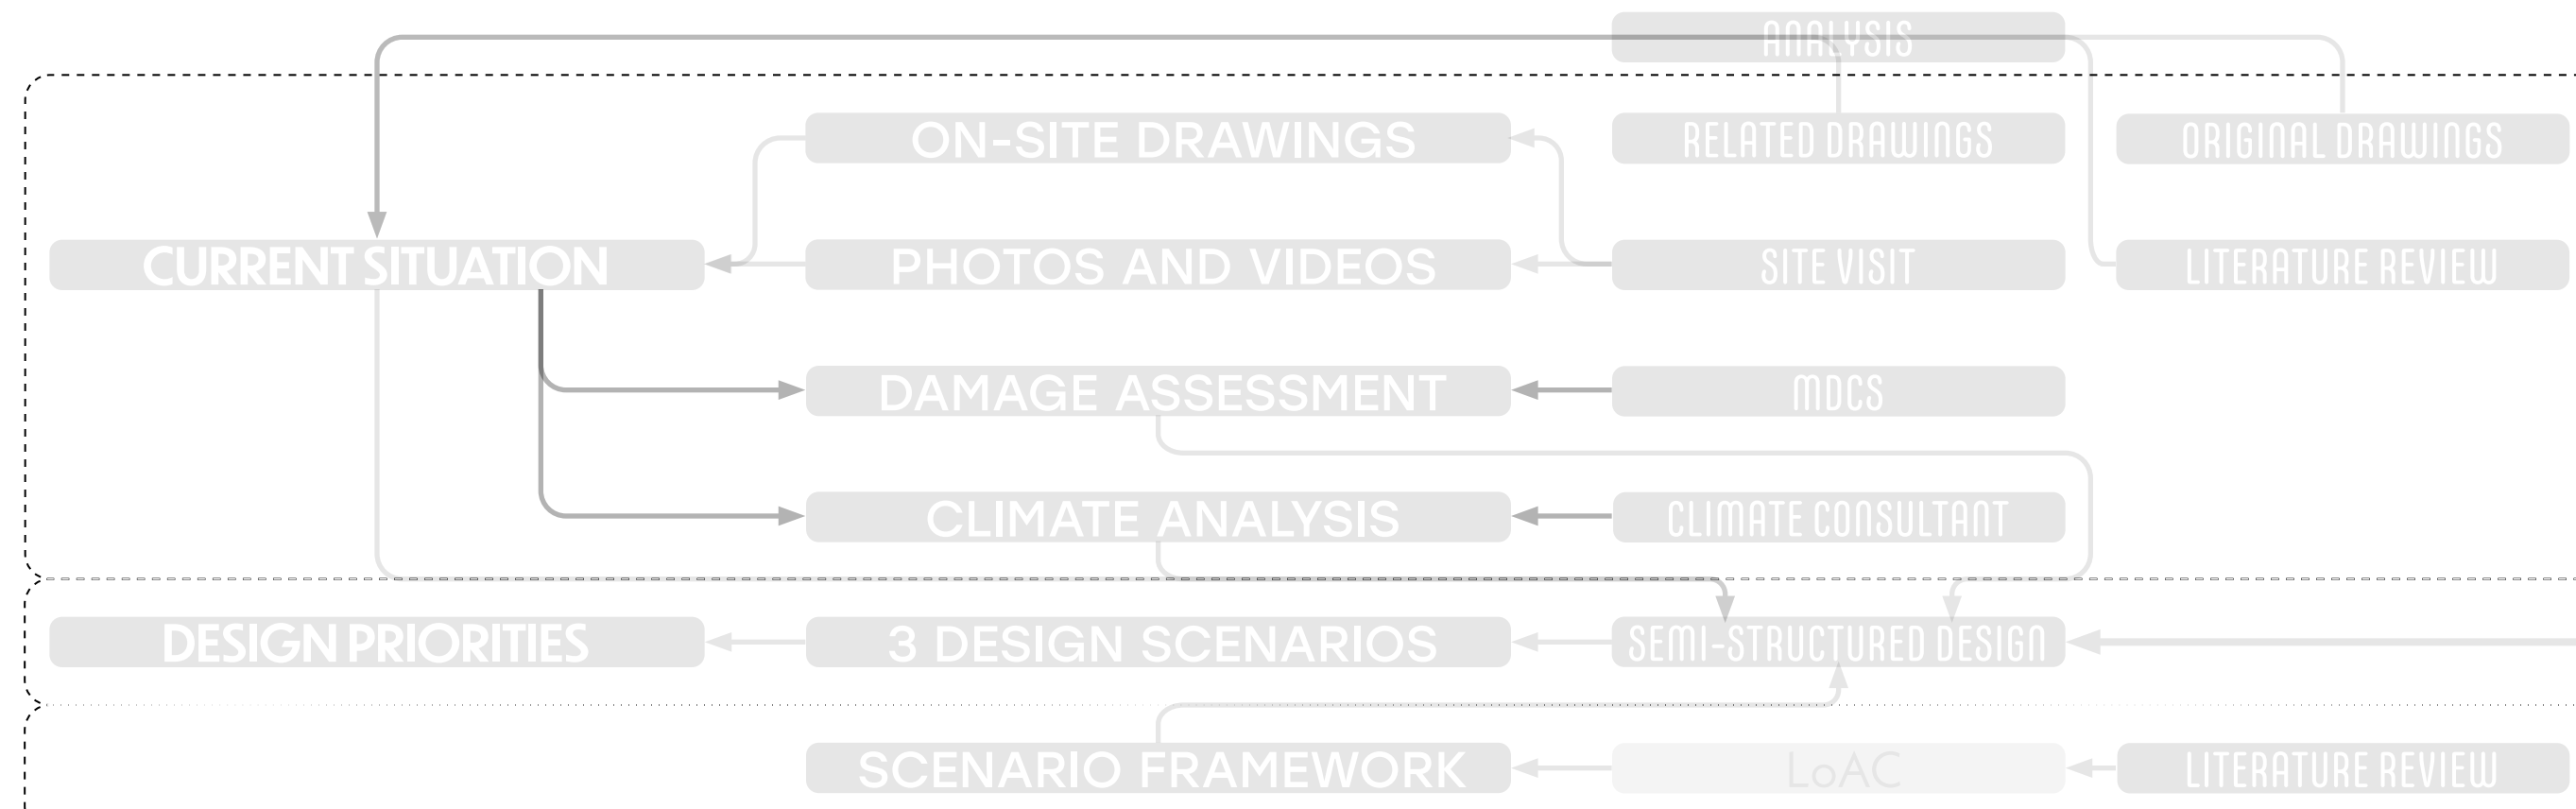 ANALYSIS
ON-SITE DRAWINGS
RELATED DRAWINGS
ORIGINAL DRAWINGS
CURRENT SITUATION
PHOTOS AND VIDEOS
SITE VISIT
LITERATURE REVIEW
DAMAGE ASSESSMENT
MDCS
CLIMATE ANALYSIS
CLIMATE CONSULTANT
DESIGN PRIORITIES
3 DESIGN SCENARIOS
SEMI-STRUCTURED DESIGN
SCENARIO FRAMEWORK
LoAC
LITERATURE REVIEW